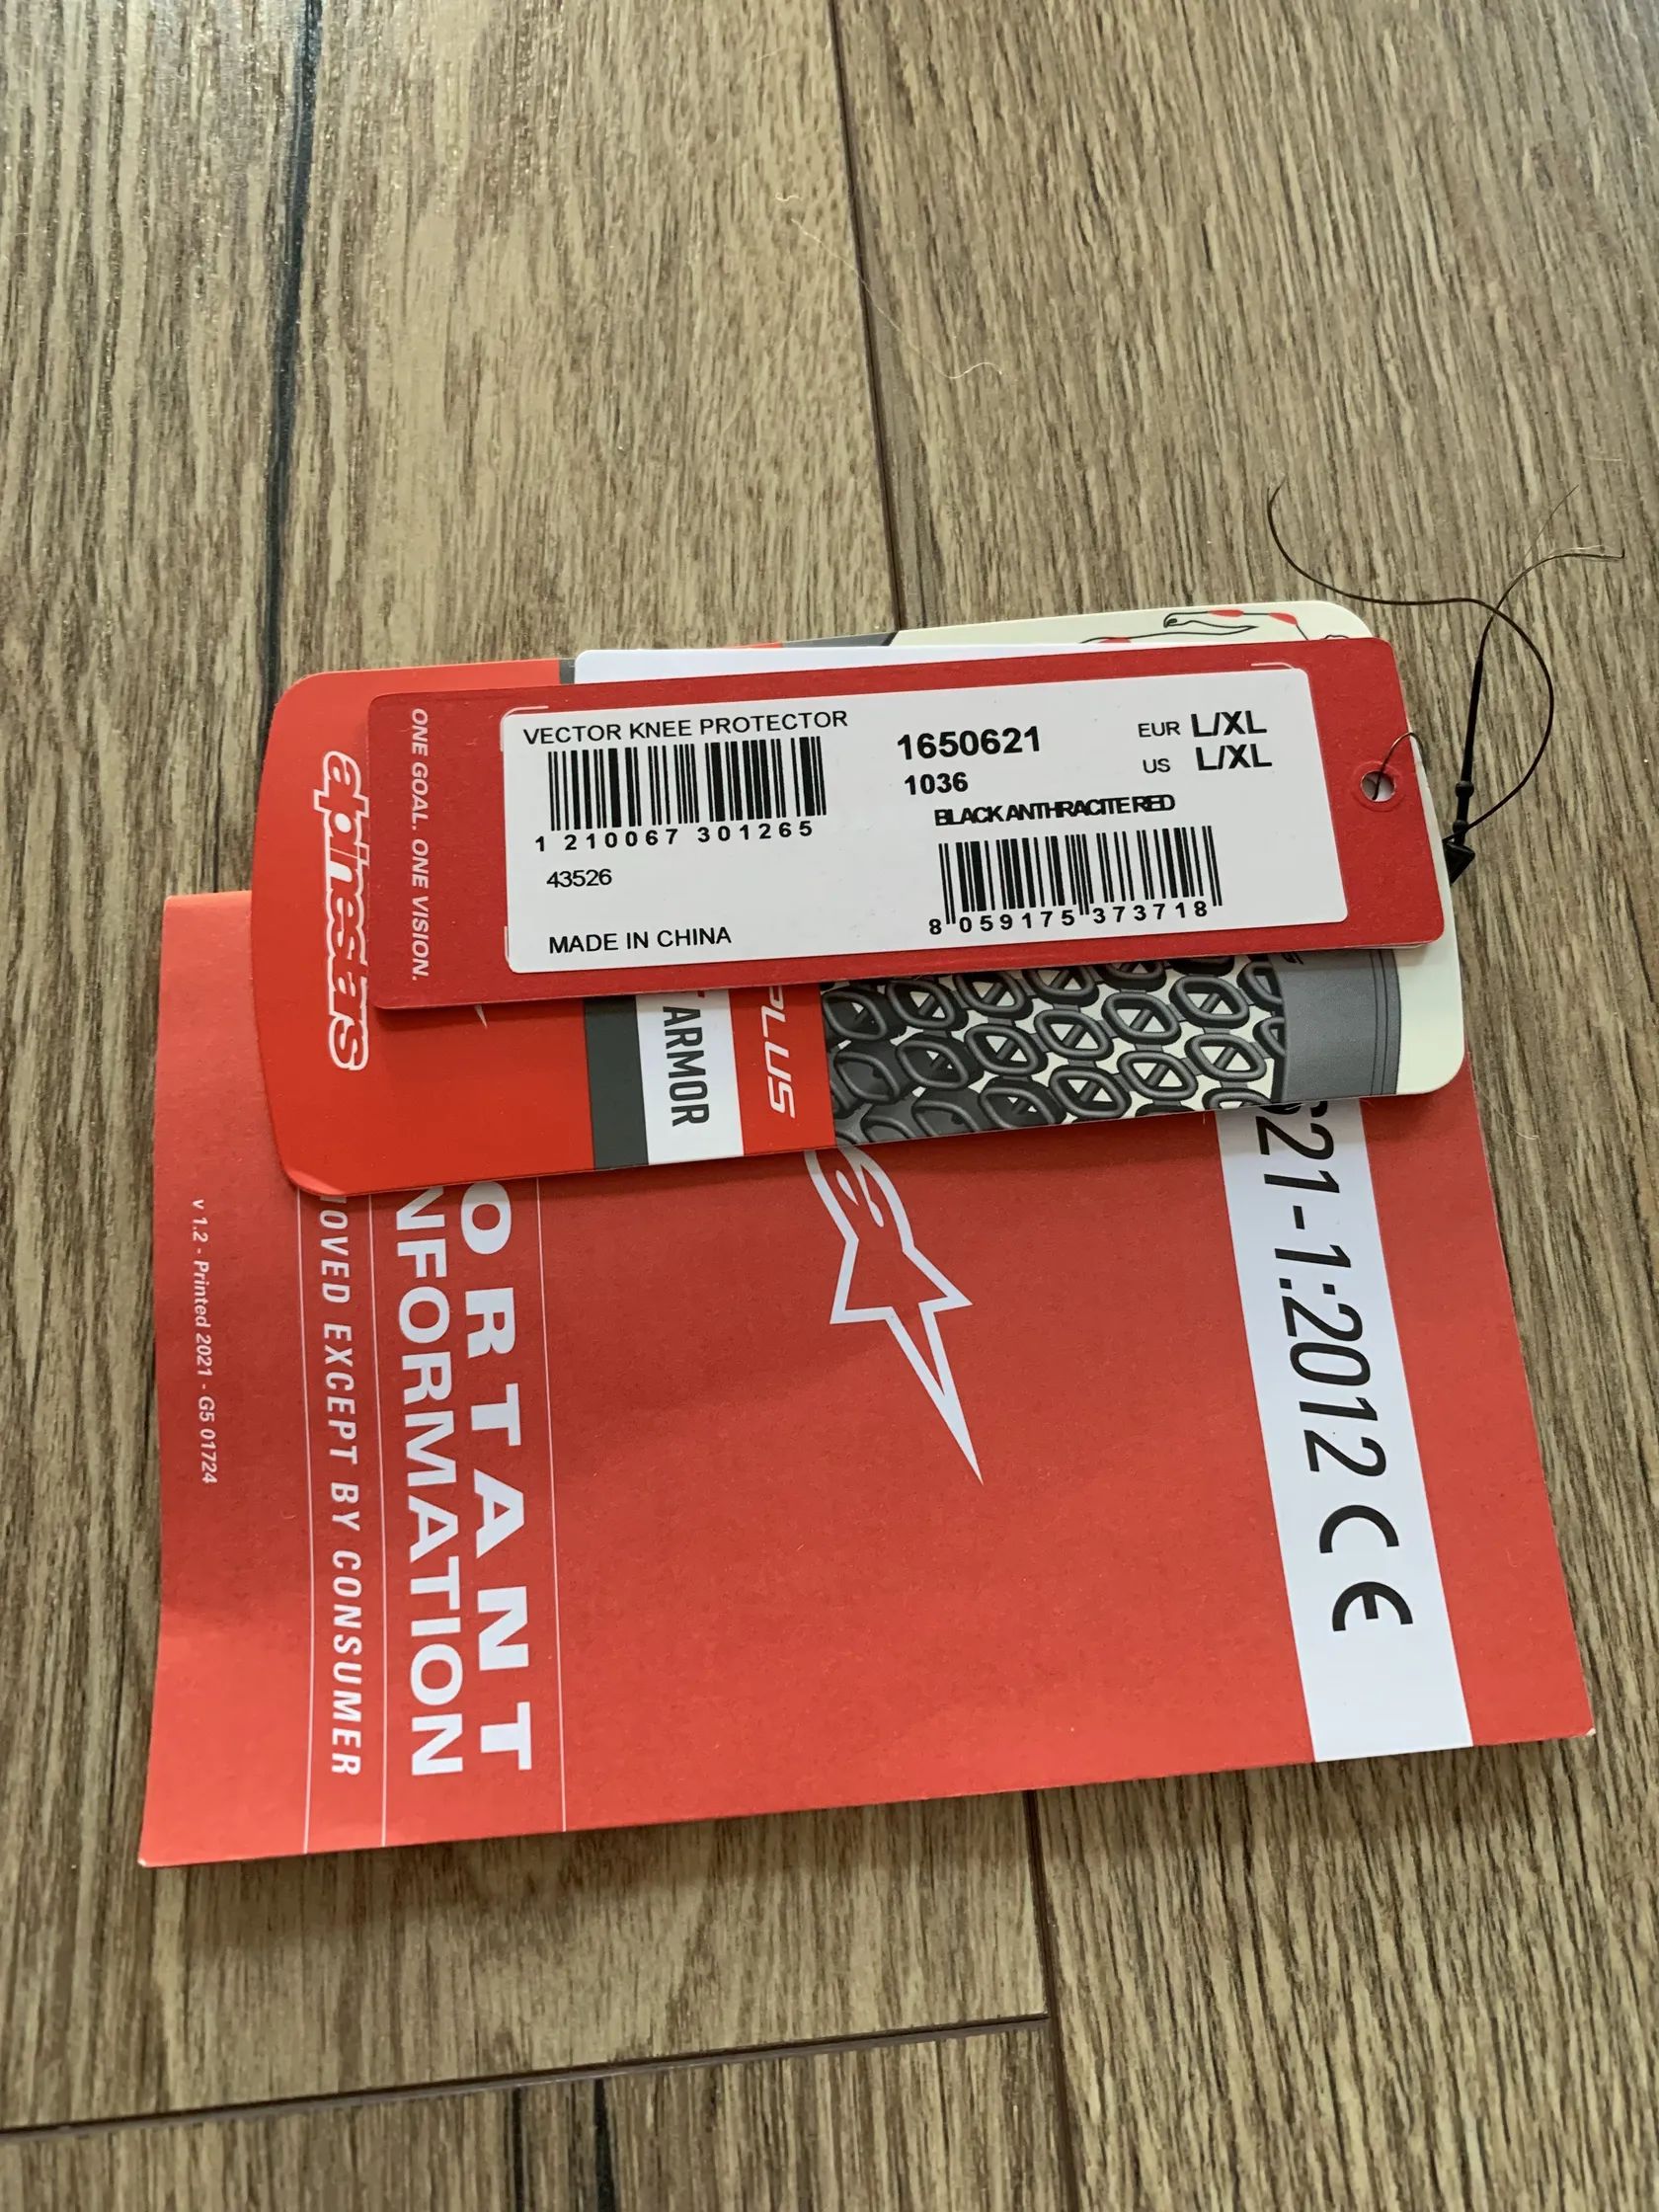 VECTOR KNEE PROTECTOR
1 210067 301265
43526
MADE IN CHINA
1650621
1036
BLACK ANTHRACITE RED
EUR L/XL
US L/XL
8 059175 373718
ONE GOAL. ONE VISION.
alpinestars
ARMOR
PLUS
21-1:2012 CE
ORTANT
NFORMATION
OVED EXCEPT BY CONSUMER
v 1.2 - Printed 2021 - G5 01724